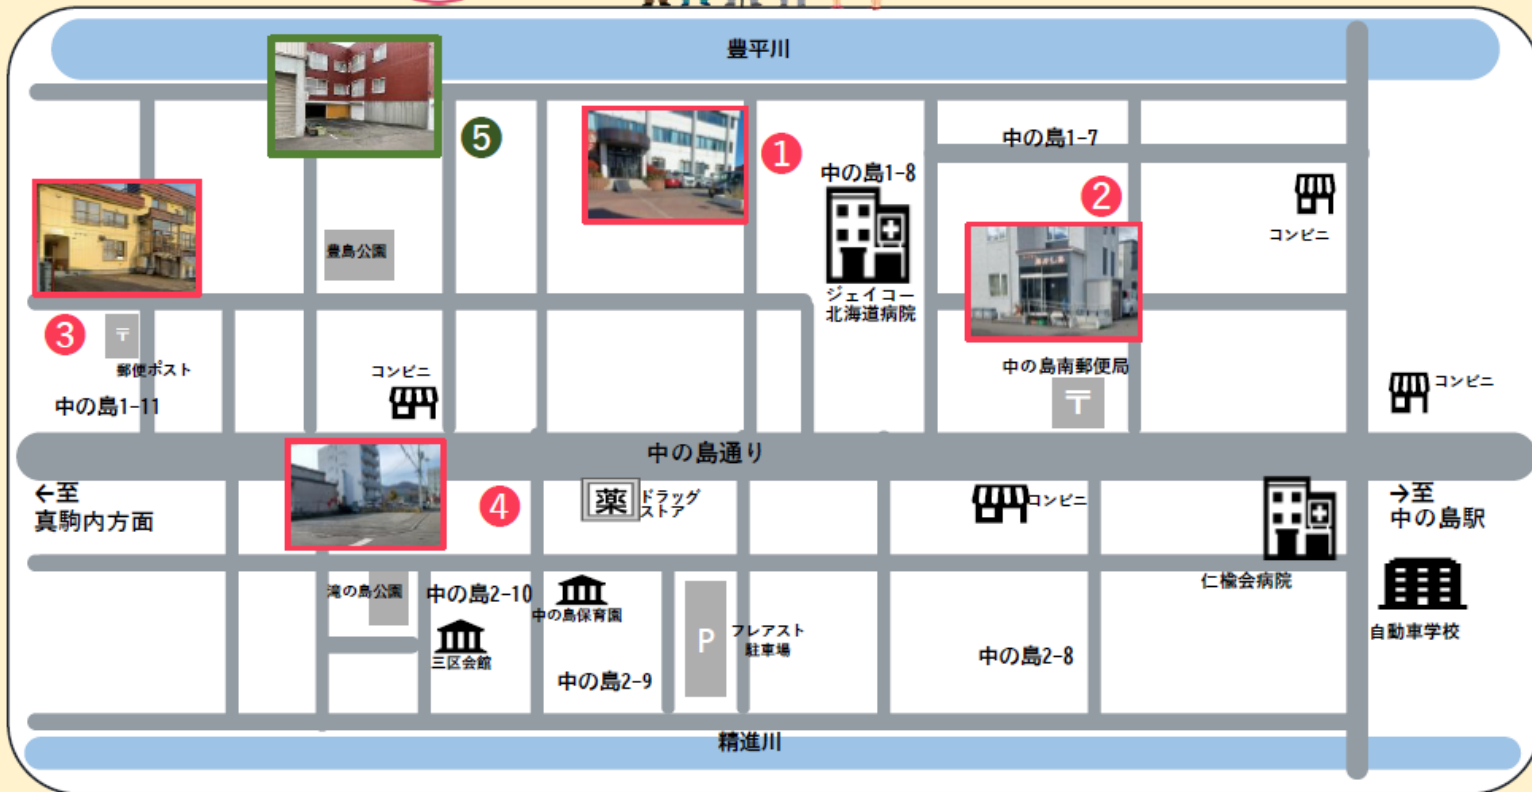 豊平川
❺
❶
中の島1-7
中の島1-8
❷
コンビニ
豊島公園
ジェイコー
北海道病院
❸
〒
郵便ポスト
中の島1-11
コンビニ
中の島南郵便局
〒
コンビニ
中の島通り
←至
真駒内方面
❹
薬
ドラッグ
ストア
コンビニ
→至
中の島駅
仁楡会病院
滝の島公園
中の島2-10
中の島保育園
三区会館
P
フレアスト
駐車場
自動車学校
中の島2-9
中の島2-8
精進川